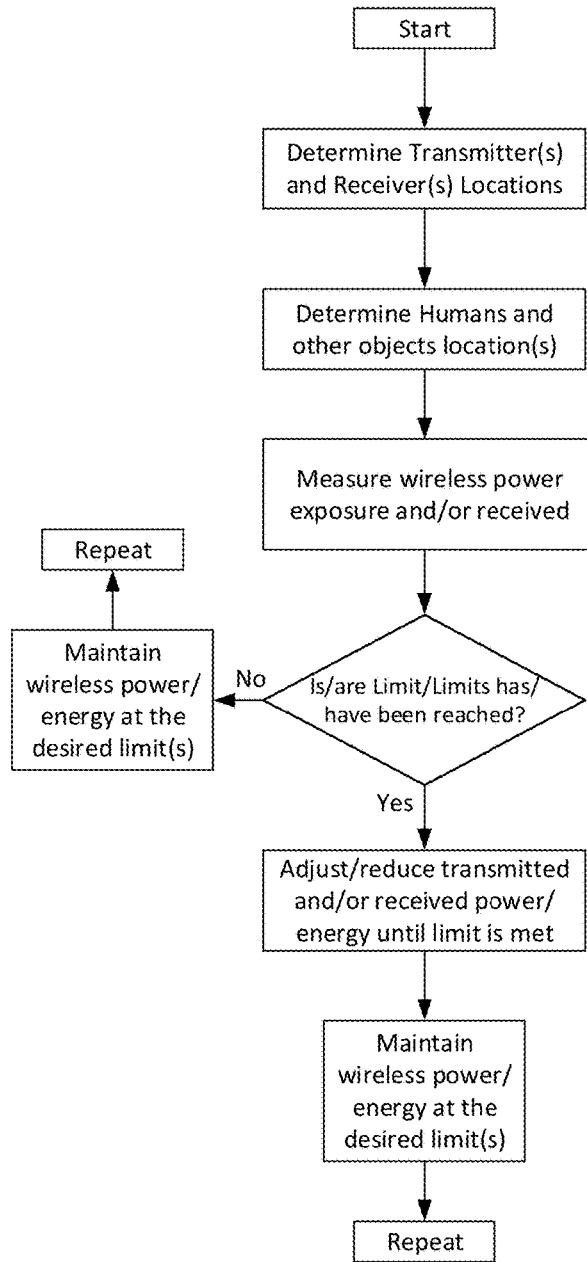 Start
Determine Transmitter(s)
and Receiver(s) Locations
Determine Humans and
other objects location(s)
Measure wireless power
exposure and/or received
Repeat
Maintain
wireless power/
energy at the
desired limit(s)
No
Is/are Limit/Limits has/
have been reached?
Yes
Adjust/reduce transmitted
and/or received power/
energy until limit is met
Maintain
wireless power/
energy at the
desired limit(s)
Repeat